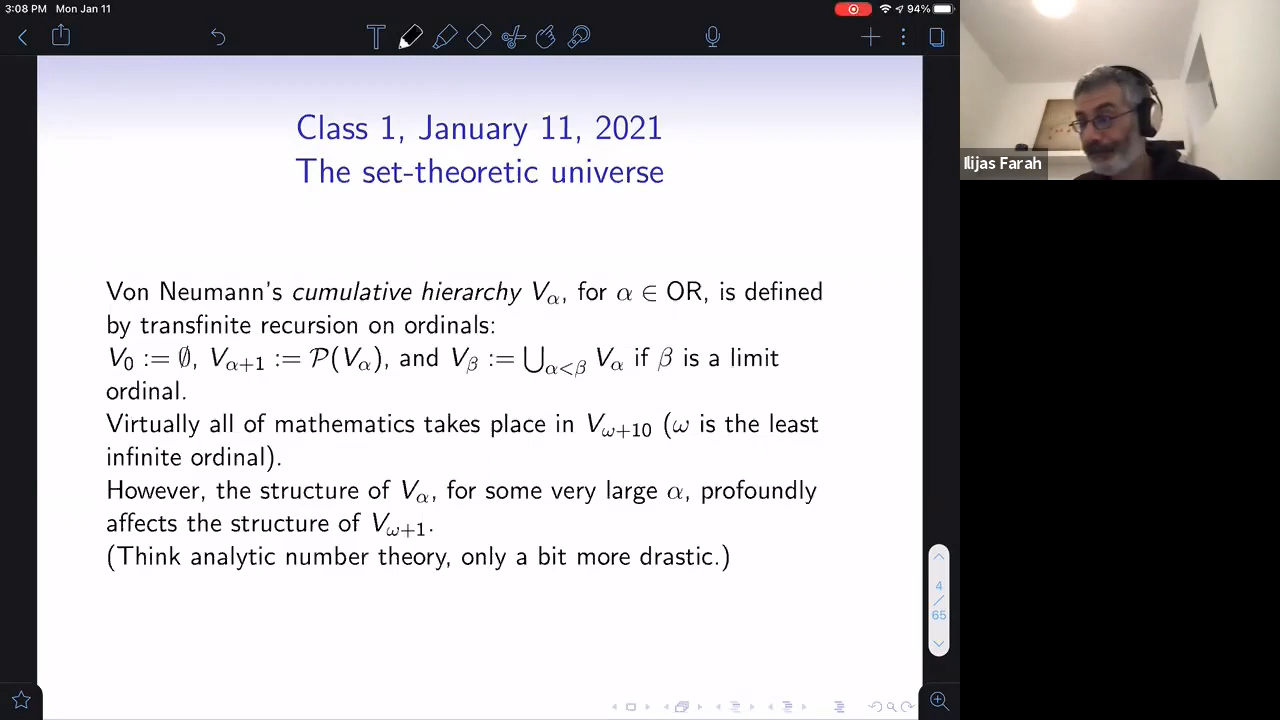 3:08 PM Mon Jan 11
94%
Class 1, January 11, 2021
The set-theoretic universe
Von Neumann's cumulative hierarchy V_α, for α ∈ OR, is defined
by transfinite recursion on ordinals:
V_0 := ∅, V_{α+1} := 𝒫(V_α), and V_β := ⋃_{α<β} V_α if β is a limit
ordinal.
Virtually all of mathematics takes place in V_{ω+10} (ω is the least
infinite ordinal).
However, the structure of V_α, for some very large α, profoundly
affects the structure of V_{ω+1}.
(Think analytic number theory, only a bit more drastic.)
4
/
65
Ilijas Farah